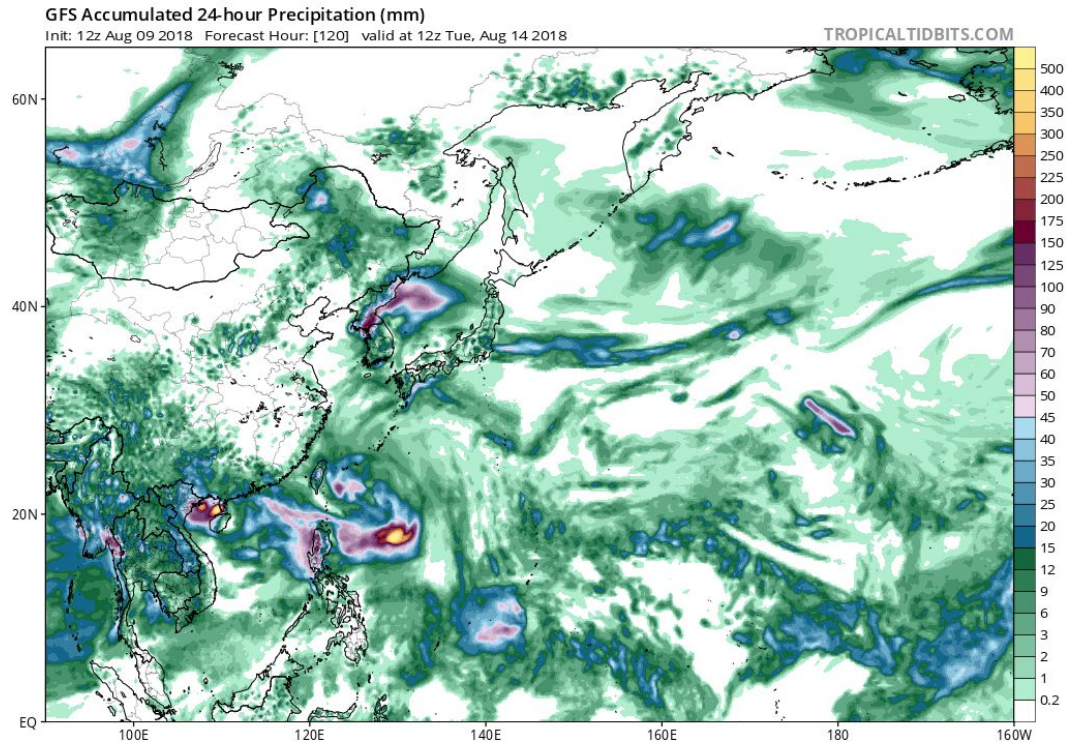 GFS Accumulated 24-hour Precipitation (mm)
Init: 12z Aug 09 2018 Forecast Hour: [120] valid at 12z Tue, Aug 14 2018
TROPICALTIDBITS.COM
60N
50N
40N
30N
20N
10N
EQ
100E
120E
140E
160E
180
160W
500
400
350
300
250
225
200
175
150
125
100
90
80
70
60
50
45
40
35
30
25
20
15
12
9
6
3
2
1
0.2